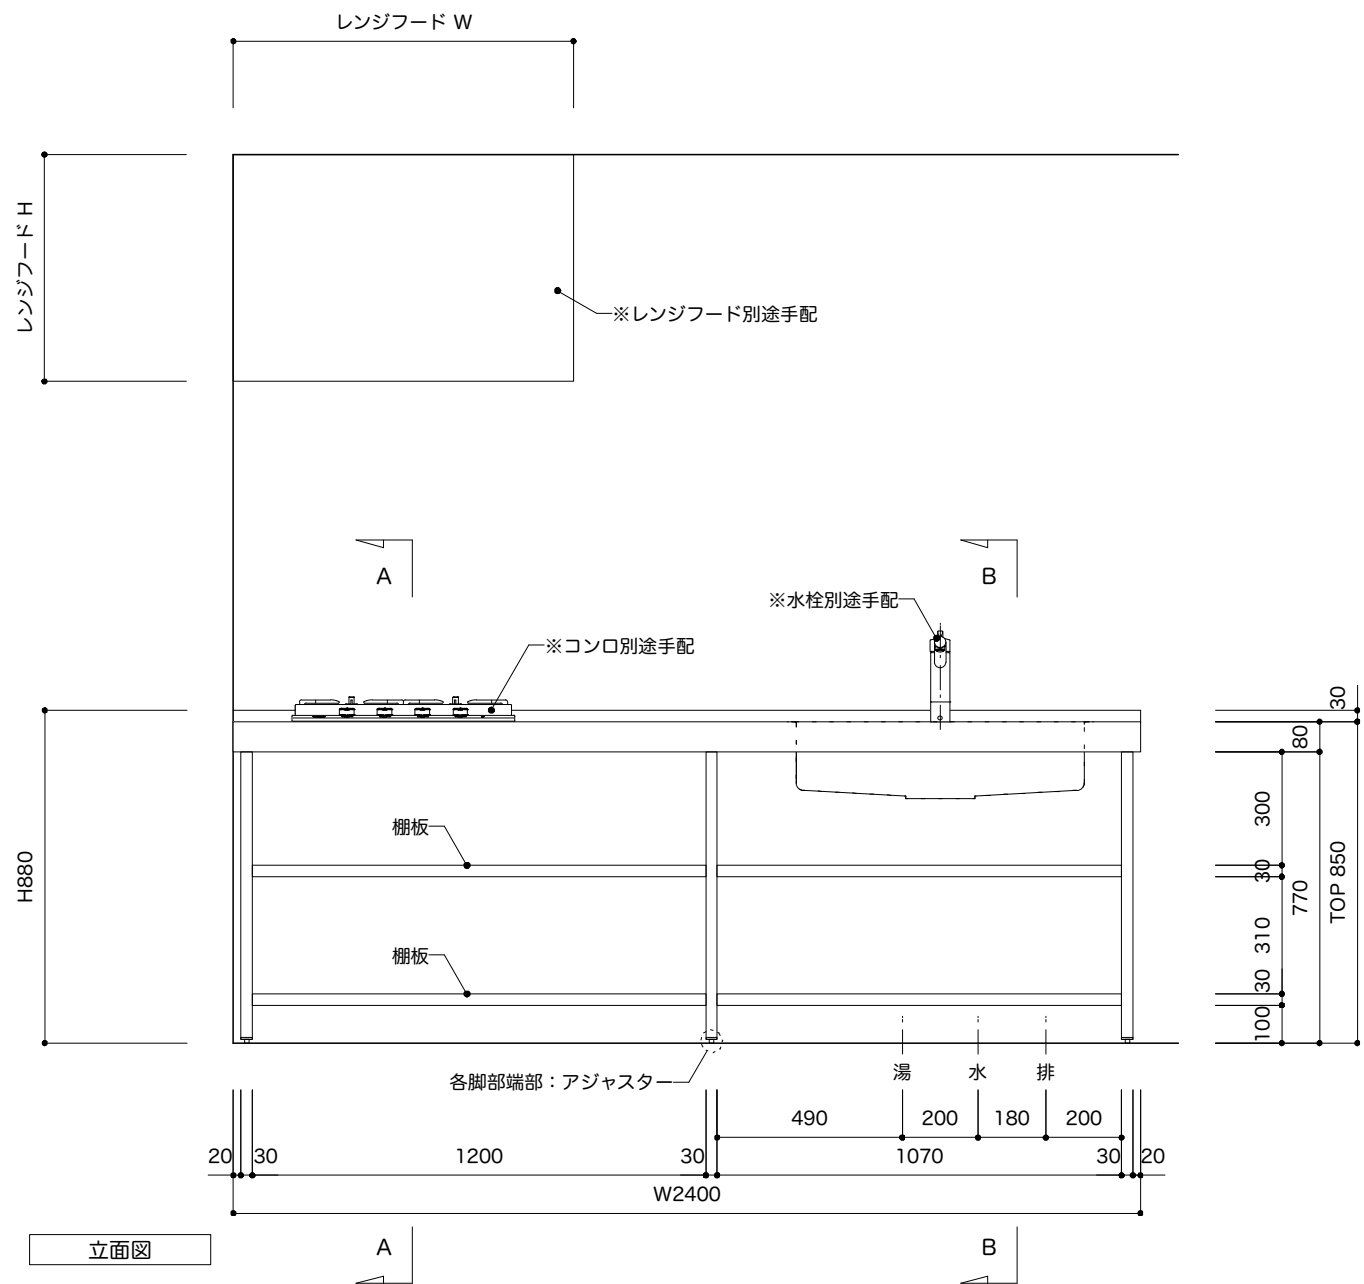 レンジフード W
レンジフード H
※レンジフード別途手配
A
B
※水栓別途手配
※コンロ別途手配
30
80
300
棚板
H880
30
770
TOP 850
310
棚板
30
100
各脚部端部：アジャスター
湯
水
排
490
200
180
200
20
30
1200
30
1070
30
20
W2400
立面図
A
B